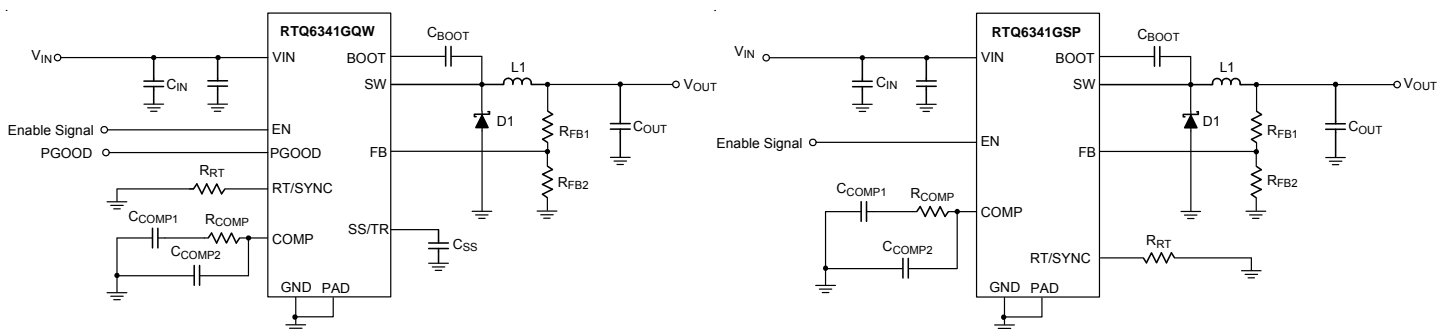 RTQ6341GQW
VIN
VIN
CIN
BOOT
CBOOT
SW
L1
VOUT
D1
RFB1
COUT
FB
RFB2
Enable Signal
EN
PGOOD
PGOOD
RRT
RT/SYNC
CCOMP1
RCOMP
COMP
CCOMP2
SS/TR
CSS
GND
PAD
RTQ6341GSP
VIN
VIN
CIN
BOOT
CBOOT
SW
L1
VOUT
D1
RFB1
COUT
FB
RFB2
Enable Signal
EN
CCOMP1
RCOMP
COMP
CCOMP2
RT/SYNC
RRT
GND
PAD